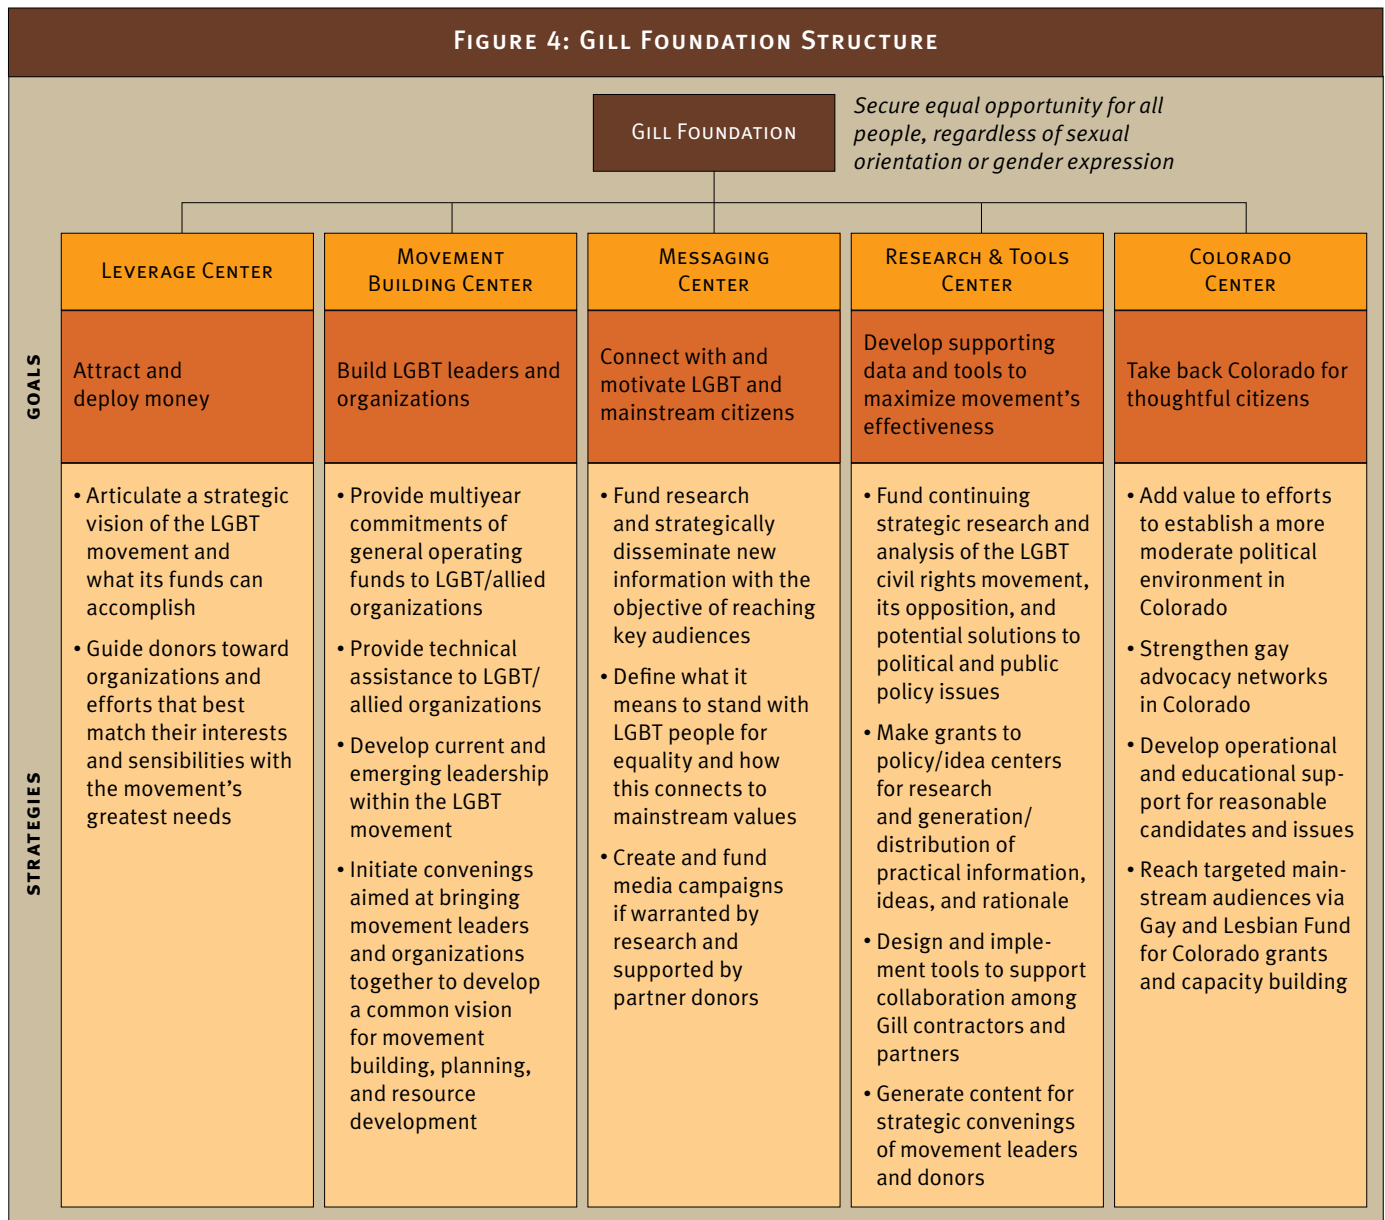 FIGURE 4: GILL FOUNDATION STRUCTURE
GILL FOUNDATION
Secure equal opportunity for all
people, regardless of sexual
orientation or gender expression
GOALS
STRATEGIES
LEVERAGE CENTER
Attract and
deploy money
• Articulate a strategic
vision of the LGBT
movement and
what its funds can
accomplish
• Guide donors toward
organizations and
efforts that best
match their interests
and sensibilities with
the movement's
greatest needs
MOVEMENT
BUILDING CENTER
Build LGBT leaders and
organizations
• Provide multiyear
commitments of
general operating
funds to LGBT/allied
organizations
• Provide technical
assistance to LGBT/
allied organizations
• Develop current and
emerging leadership
within the LGBT
movement
• Initiate convenings
aimed at bringing
movement leaders
and organizations
together to develop
a common vision
for movement
building, planning,
and resource
development
MESSAGING
CENTER
Connect with and
motivate LGBT and
mainstream citizens
• Fund research
and strategically
disseminate new
information with the
objective of reaching
key audiences
• Define what it
means to stand with
LGBT people for
equality and how
this connects to
mainstream values
• Create and fund
media campaigns
if warranted by
research and
supported by
partner donors
RESEARCH & TOOLS
CENTER
Develop supporting
data and tools to
maximize movement's
effectiveness
• Fund continuing
strategic research and
analysis of the LGBT
civil rights movement,
its opposition, and
potential solutions to
political and public
policy issues
• Make grants to
policy/idea centers
for research
and generation/
distribution of
practical information,
ideas, and rationale
• Design and imple-
ment tools to support
collaboration among
Gill contractors and
partners
• Generate content for
strategic convenings
of movement leaders
and donors
COLORADO
CENTER
Take back Colorado for
thoughtful citizens
• Add value to efforts
to establish a more
moderate political
environment in
Colorado
• Strengthen gay
advocacy networks
in Colorado
• Develop operational
and educational sup-
port for reasonable
candidates and issues
• Reach targeted main-
stream audiences via
Gay and Lesbian Fund
for Colorado grants
and capacity building